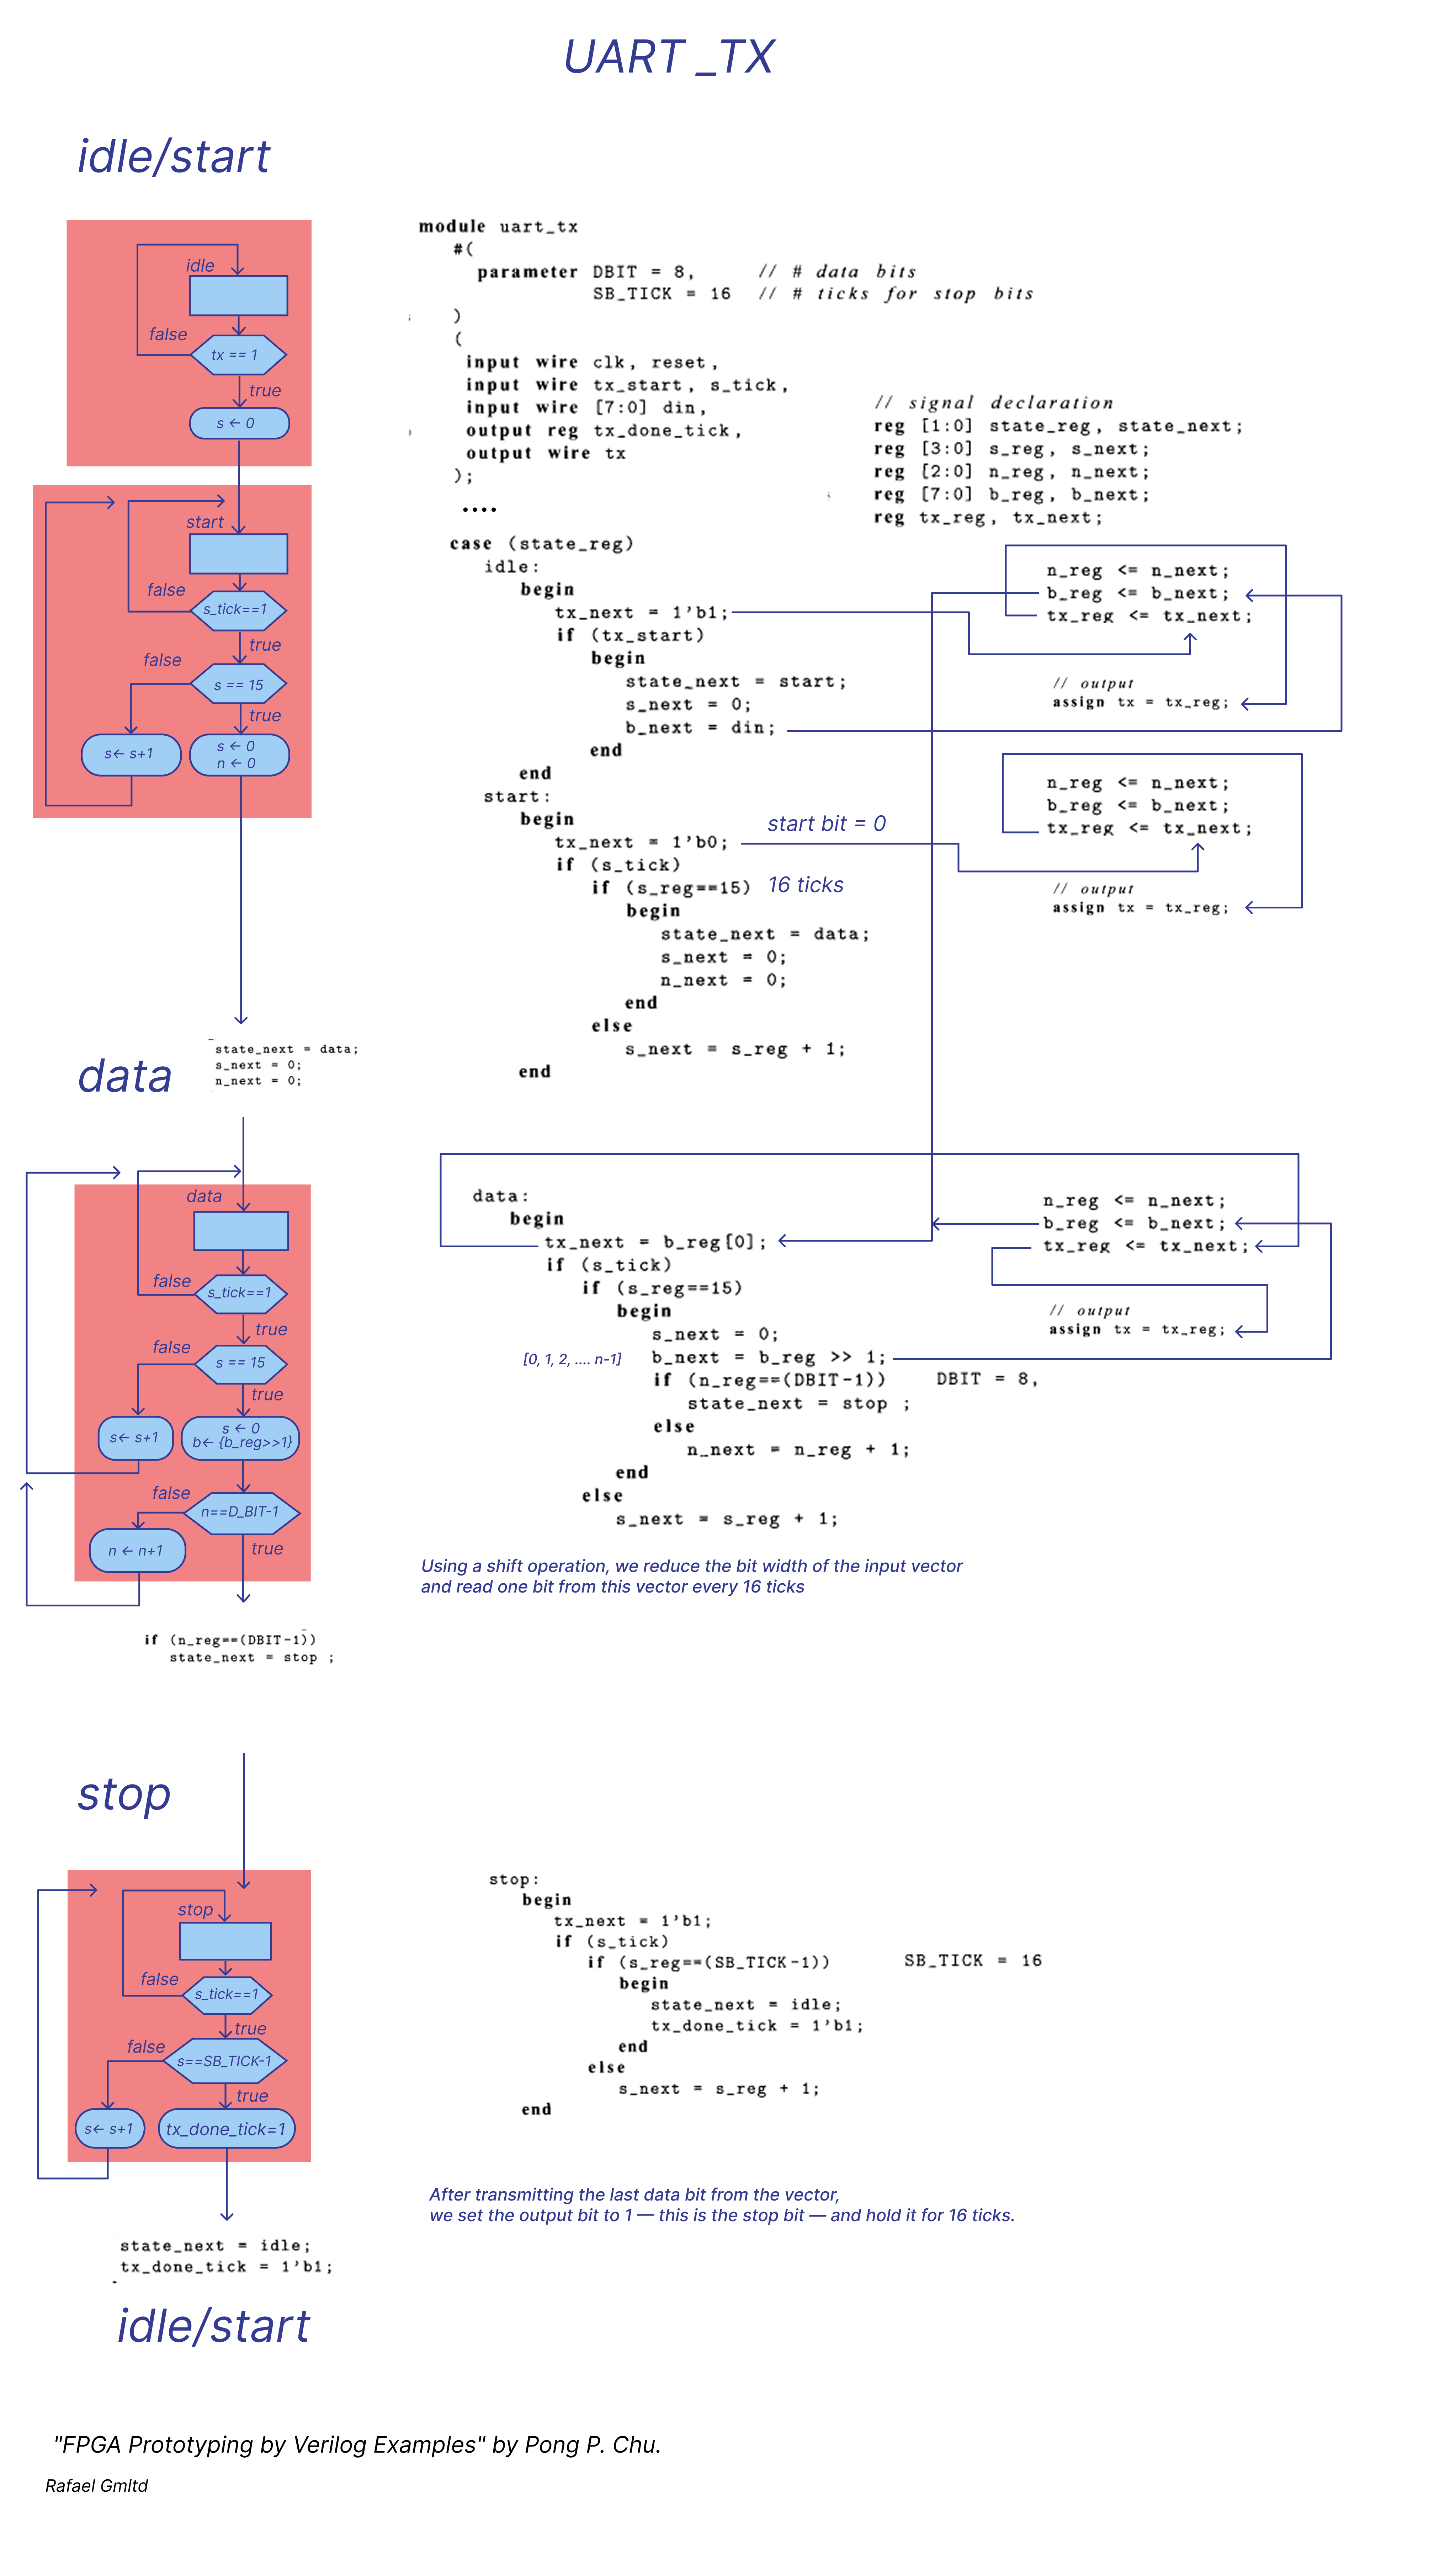 UART _TX
idle/start
idle
false
tx == 1
true
s ← 0
start
false
s_tick==1
true
false
s == 15
true
s← s+1
s ← 0
n ← 0
module uart_tx
#(
parameter DBIT = 8, // # data bits
SB_TICK = 16 // # ticks for stop bits
)
(
input wire clk, reset,
input wire tx_start, s_tick,
input wire [7:0] din,
output reg tx_done_tick,
output wire tx
);
....
// signal declaration
reg [1:0] state_reg, state_next;
reg [3:0] s_reg, s_next;
reg [2:0] n_reg, n_next;
reg [7:0] b_reg, b_next;
reg tx_reg, tx_next;
case (state_reg)
idle:
begin
tx_next = 1'b1;
if (tx_start)
begin
state_next = start;
s_next = 0;
b_next = din;
end
end
start:
begin
tx_next = 1'b0;
if (s_tick)
if (s_reg==15)
begin
state_next = data;
s_next = 0;
n_next = 0;
end
else
s_next = s_reg + 1;
end
start bit = 0
16 ticks
n_reg <= n_next;
b_reg <= b_next;
tx_reg <= tx_next;
// output
assign tx = tx_reg;
n_reg <= n_next;
b_reg <= b_next;
tx_reg <= tx_next;
// output
assign tx = tx_reg;
data
state_next = data;
s_next = 0;
n_next = 0;
data
false
s_tick==1
true
false
s == 15
true
s← s+1
s ← 0
b← {b_reg>>1}
false
n==D_BIT-1
true
n ← n+1
if (n_reg==(DBIT-1))
state_next = stop ;
data:
begin
tx_next = b_reg[0];
if (s_tick)
if (s_reg==15)
begin
s_next = 0;
[0, 1, 2, .... n-1] b_next = b_reg >> 1;
if (n_reg==(DBIT-1)) DBIT = 8,
state_next = stop ;
else
n_next = n_reg + 1;
end
else
s_next = s_reg + 1;
n_reg <= n_next;
b_reg <= b_next;
tx_reg <= tx_next;
// output
assign tx = tx_reg;
Using a shift operation, we reduce the bit width of the input vector
and read one bit from this vector every 16 ticks
stop
stop
false
s_tick==1
true
false
s==SB_TICK-1
true
s← s+1
tx_done_tick=1
state_next = idle;
tx_done_tick = 1'b1;
stop:
begin
tx_next = 1'b1;
if (s_tick)
if (s_reg==(SB_TICK-1)) SB_TICK = 16
begin
state_next = idle;
tx_done_tick = 1'b1;
end
else
s_next = s_reg + 1;
end
After transmitting the last data bit from the vector,
we set the output bit to 1 — this is the stop bit — and hold it for 16 ticks.
idle/start
"FPGA Prototyping by Verilog Examples" by Pong P. Chu.
Rafael Gmltd